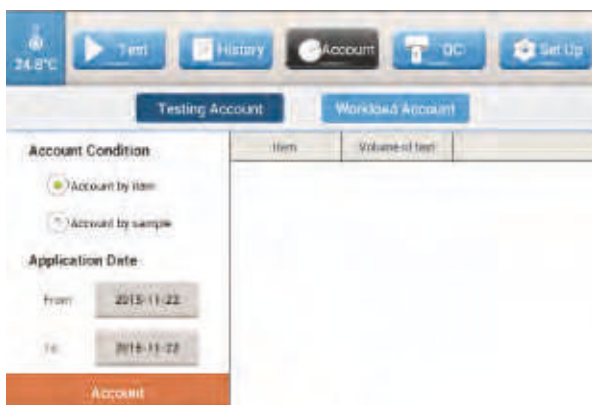 24.8°C Test History Account QC Set Up
Testing Account Workload Account
Account Condition Item Volume of test
Account by item
Account by sample
Application Date
From 2015-11-22
To 2015-11-22
Account